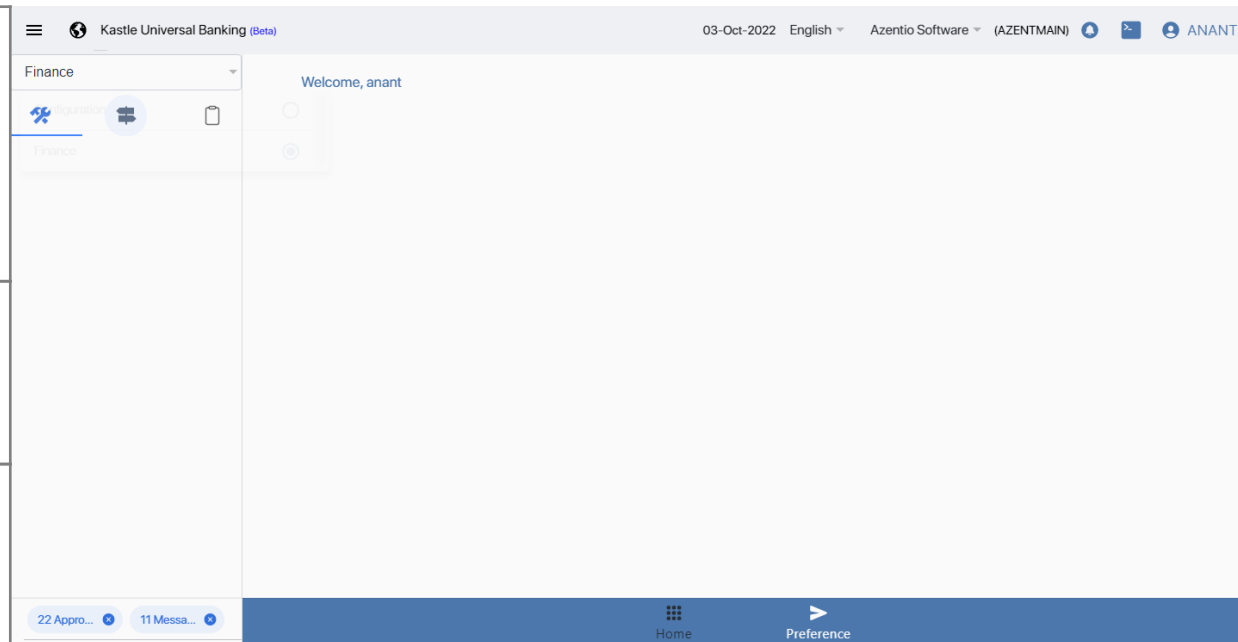 Kastle Universal Banking (Beta) 03-Oct-2022 English Azentio Software (AZENTMAIN) ANANT
Finance
Welcome, anant
Finance
22 Appro... 11 Messa...
Home Preference